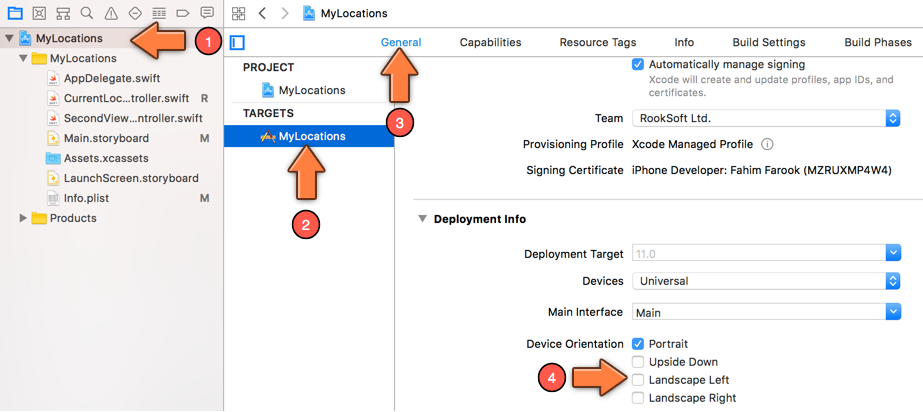 MyLocations
MyLocations
1
MyLocations
AppDelegate.swift
CurrentLoc...troller.swift R
SecondView...ntroller.swift
Main.storyboard M
Assets.xcassets
LaunchScreen.storyboard
Info.plist M
Products
General Capabilities Resource Tags Info Build Settings Build Phases
3
PROJECT
MyLocations
TARGETS
MyLocations
2
Automatically manage signing
Xcode will create and update profiles, app IDs, and
certificates.
Team RookSoft Ltd.
Provisioning Profile Xcode Managed Profile
Signing Certificate iPhone Developer: Fahim Farook (MZRUXMP4W4)
Deployment Info
Deployment Target 11.0
Devices Universal
Main Interface Main
Device Orientation Portrait
Upside Down
4 Landscape Left
Landscape Right